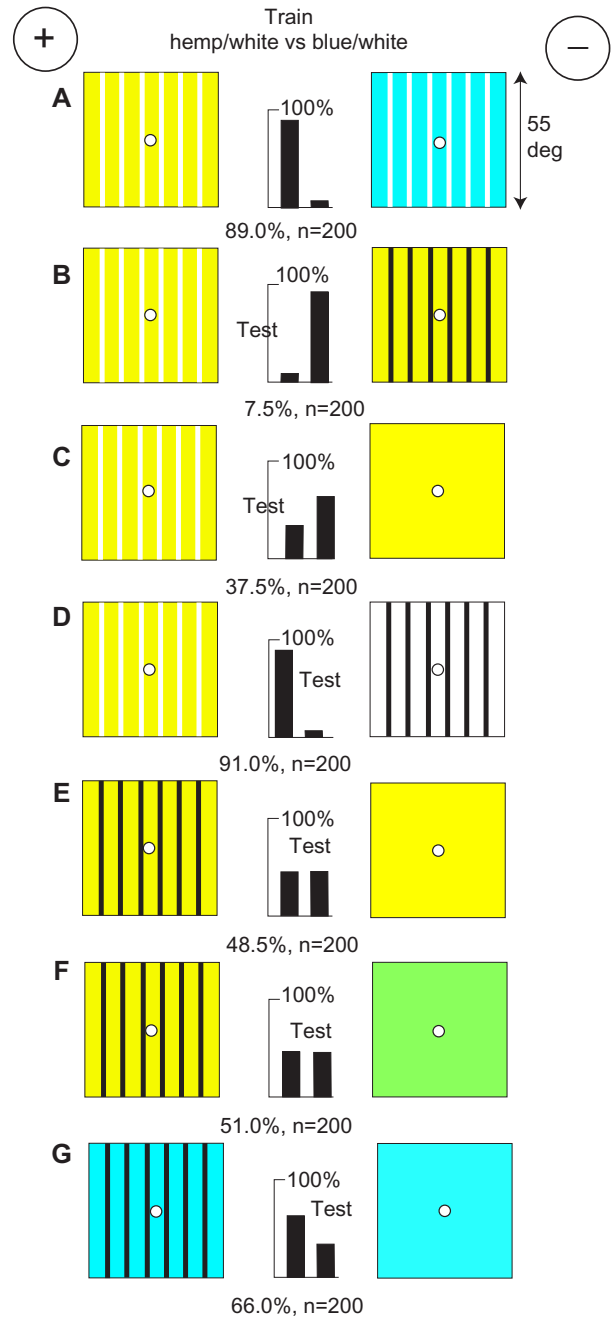 Train
+
hemp/white vs blue/white
−
A
100%
55
deg
89.0%, n=200
B
100%
Test
7.5%, n=200
C
100%
Test
37.5%, n=200
D
100%
Test
91.0%, n=200
E
100%
Test
48.5%, n=200
F
100%
Test
51.0%, n=200
G
100%
Test
66.0%, n=200